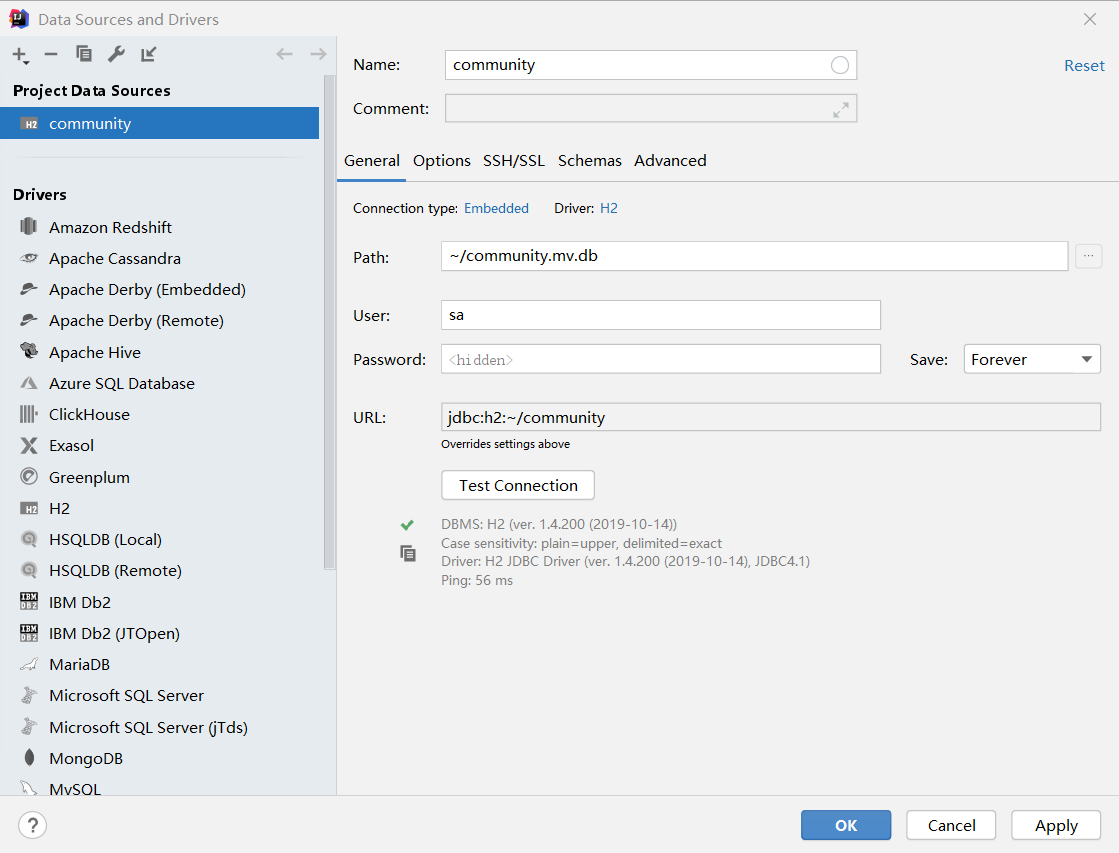 Data Sources and Drivers
Project Data Sources
H2 community
Drivers
Amazon Redshift
Apache Cassandra
Apache Derby (Embedded)
Apache Derby (Remote)
Apache Hive
Azure SQL Database
ClickHouse
Exasol
Greenplum
H2 H2
HSQLDB (Local)
HSQLDB (Remote)
IBM DB2 IBM Db2
IBM DB2 IBM Db2 (JTOpen)
MariaDB
Microsoft SQL Server
Microsoft SQL Server (jTds)
MongoDB
MySQL
Name: community
Reset
Comment:
General Options SSH/SSL Schemas Advanced
Connection type: Embedded Driver: H2
Path: ~/community.mv.db ...
User: sa
Password: <hidden> Save: Forever
URL: jdbc:h2:~/community
Overrides settings above
Test Connection
DBMS: H2 (ver. 1.4.200 (2019-10-14))
Case sensitivity: plain=upper, delimited=exact
Driver: H2 JDBC Driver (ver. 1.4.200 (2019-10-14), JDBC4.1)
Ping: 56 ms
? OK Cancel Apply